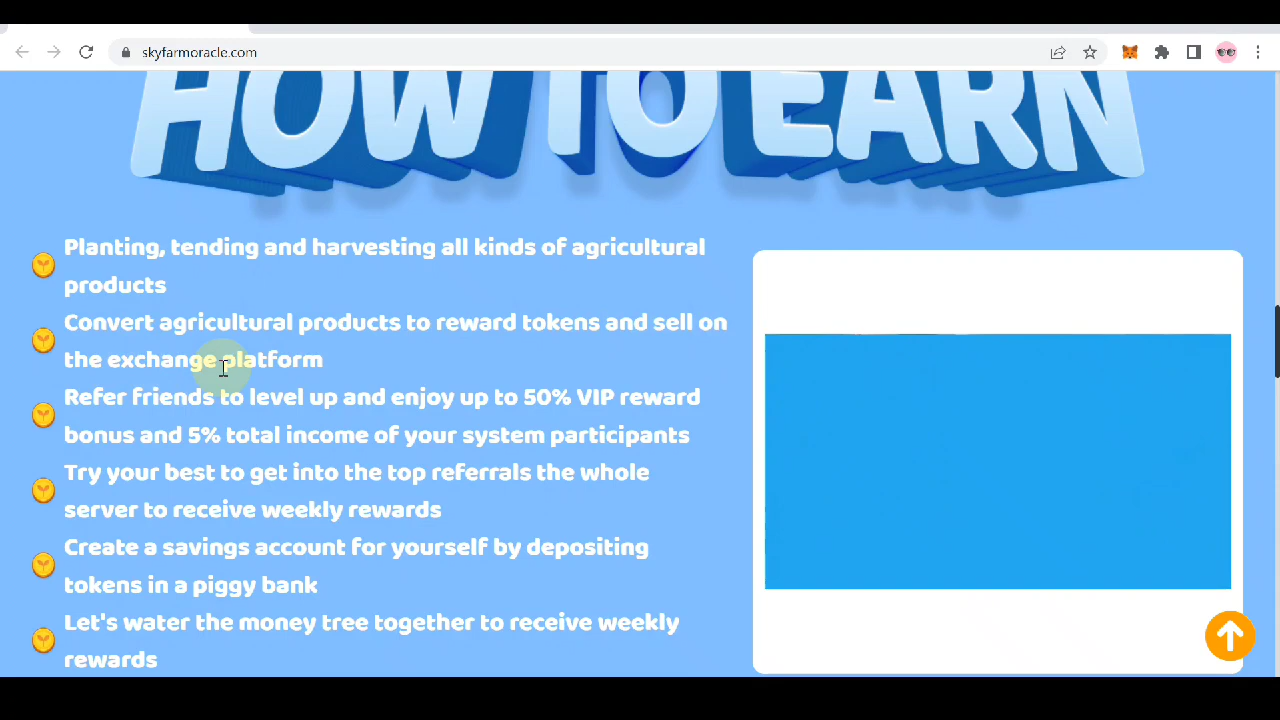 skyfarmoracle.com
HOW TO EARN
Planting, tending and harvesting all kinds of agricultural
products
Convert agricultural products to reward tokens and sell on
the exchange platform
Refer friends to level up and enjoy up to 50% VIP reward
bonus and 5% total income of your system participants
Try your best to get into the top referrals the whole
server to receive weekly rewards
Create a savings account for yourself by depositing
tokens in a piggy bank
Let's water the money tree together to receive weekly
rewards